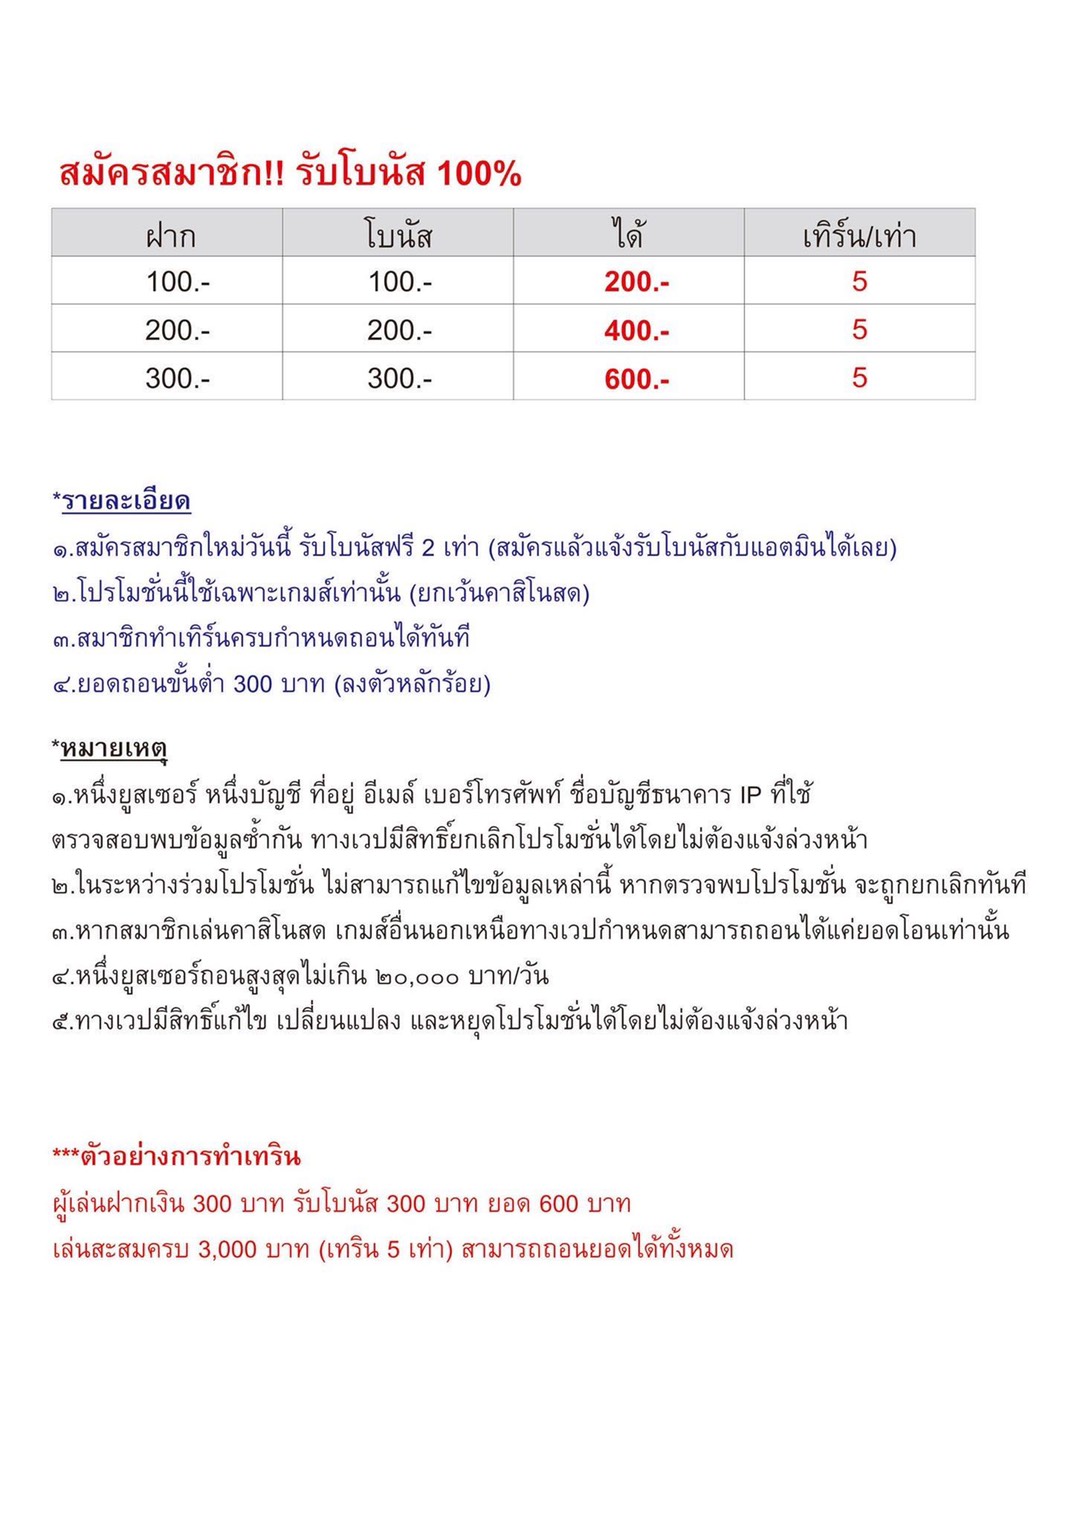 สมัครสมาชิก!! รับโบนัส 100%
ฝาก โบนัส ได้ เทิร์น/เท่า
100.- 100.- 200.- 5
200.- 200.- 400.- 5
300.- 300.- 600.- 5
*รายละเอียด
๑.สมัครสมาชิกใหม่วันนี้ รับโบนัสฟรี 2 เท่า (สมัครแล้วแจ้งรับโบนัสกับแอตมินได้เลย)
๒.โปรโมชั่นนี้ใช้เฉพาะเกมส์เท่านั้น (ยกเว้นคาสิโนสด)
๓.สมาชิกทำเทิร์นครบกำหนดถอนได้ทันที
๔.ยอดถอนขั้นต่ำ 300 บาท (ลงตัวหลักร้อย)
*หมายเหตุ
๑.หนึ่งยูสเซอร์ หนึ่งบัญชี ที่อยู่ อีเมล์ เบอร์โทรศัพท์ ชื่อบัญชีธนาคาร IP ที่ใช้
ตรวจสอบพบข้อมูลซ้ำกัน ทางเวปมีสิทธิ์ยกเลิกโปรโมชั่นได้โดยไม่ต้องแจ้งล่วงหน้า
๒.ในระหว่างร่วมโปรโมชั่น ไม่สามารถแก้ไขข้อมูลเหล่านี้ หากตรวจพบโปรโมชั่น จะถูกยกเลิกทันที
๓.หากสมาชิกเล่นคาสิโนสด เกมส์อื่นนอกเหนือทางเวปกำหนดสามารถถอนได้แค่ยอดโอนเท่านั้น
๔.หนึ่งยูสเซอร์ถอนสูงสุดไม่เกิน ๒๐,๐๐๐ บาท/วัน
๕.ทางเวปมีสิทธิ์แก้ไข เปลี่ยนแปลง และหยุดโปรโมชั่นได้โดยไม่ต้องแจ้งล่วงหน้า
***ตัวอย่างการทำเทริน
ผู้เล่นฝากเงิน 300 บาท รับโบนัส 300 บาท ยอด 600 บาท
เล่นสะสมครบ 3,000 บาท (เทริน 5 เท่า) สามารถถอนยอดได้ทั้งหมด